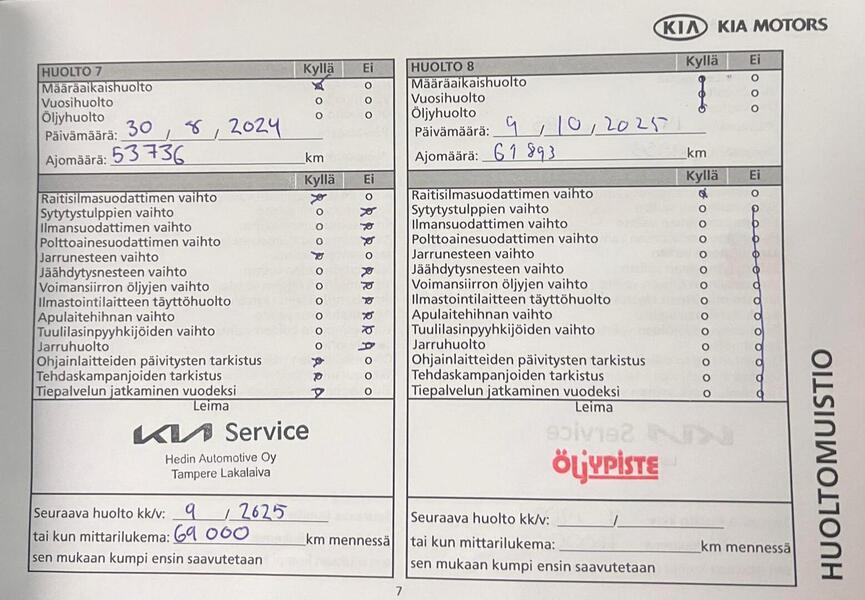 KIA KIA MOTORS
HUOLTO 7 Kyllä Ei
Määräaikaishuolto
Vuosihuolto
Öljyhuolto
Päivämäärä: 30 / 8 / 2024
Ajomäärä: 53736 km
Kyllä Ei
Raitisilmasuodattimen vaihto
Sytytystulppien vaihto
Ilmansuodattimen vaihto
Polttoainesuodattimen vaihto
Jarrunesteen vaihto
Jäähdytysnesteen vaihto
Voimansiirron öljyjen vaihto
Ilmastointilaitteen täyttöhuolto
Apulaitehihnan vaihto
Tuulilasinpyyhkijöiden vaihto
Jarruhuolto
Ohjainlaitteiden päivitysten tarkistus
Tehdaskampanjoiden tarkistus
Tiepalvelun jatkaminen vuodeksi
Leima
KIA Service
Hedin Automotive Oy
Tampere Lakalaiva
Seuraava huolto kk/v: 9 / 2025
tai kun mittarilukema: 69 000 km mennessä
sen mukaan kumpi ensin saavutetaan
HUOLTO 8 Kyllä Ei
Määräaikaishuolto
Vuosihuolto
Öljyhuolto
Päivämäärä: 9 / 10 / 2025
Ajomäärä: 61893 km
Kyllä Ei
Raitisilmasuodattimen vaihto
Sytytystulppien vaihto
Ilmansuodattimen vaihto
Polttoainesuodattimen vaihto
Jarrunesteen vaihto
Jäähdytysnesteen vaihto
Voimansiirron öljyjen vaihto
Ilmastointilaitteen täyttöhuolto
Apulaitehihnan vaihto
Tuulilasinpyyhkijöiden vaihto
Jarruhuolto
Ohjainlaitteiden päivitysten tarkistus
Tehdaskampanjoiden tarkistus
Tiepalvelun jatkaminen vuodeksi
Leima
ÖLJYPISTE
Seuraava huolto kk/v: /
tai kun mittarilukema: km mennessä
sen mukaan kumpi ensin saavutetaan
HUOLTOMUISTIO
7